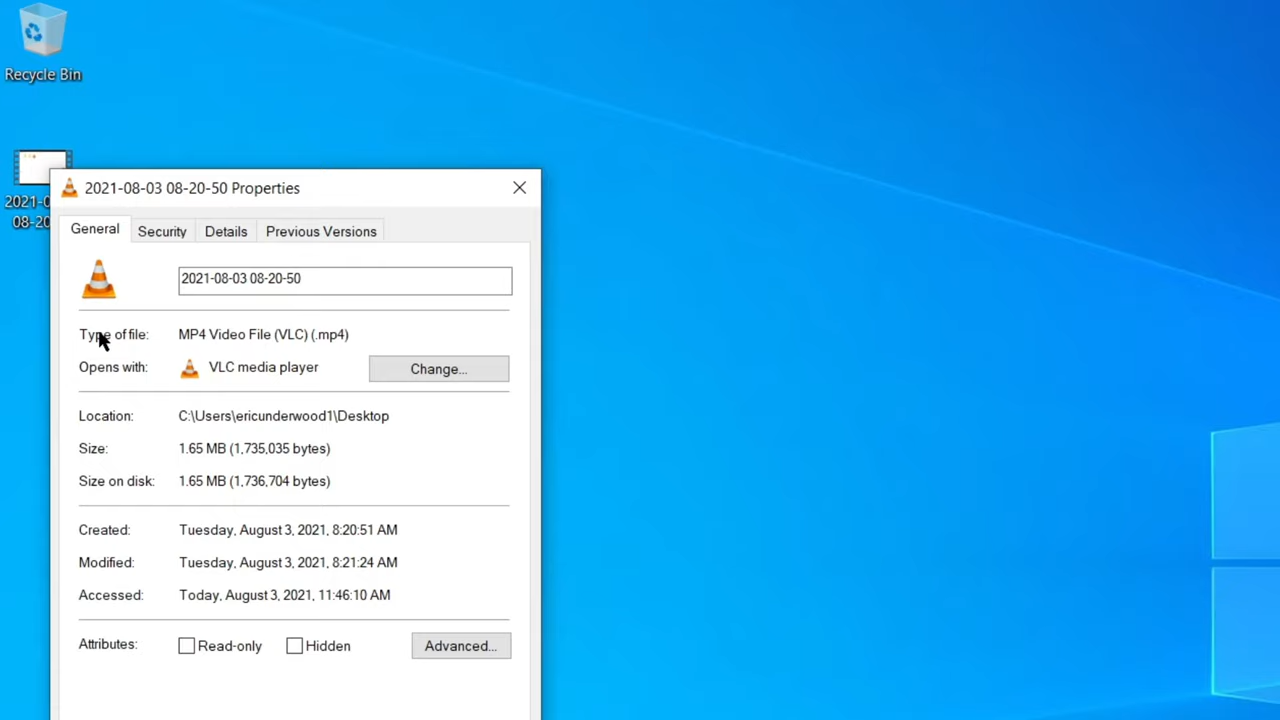 Recycle Bin
2021-0
08-20
2021-08-03 08-20-50 Properties
General Security Details Previous Versions
2021-08-03 08-20-50
Type of file: MP4 Video File (VLC) (.mp4)
Opens with: VLC media player Change...
Location: C:\Users\ericunderwood1\Desktop
Size: 1.65 MB (1,735,035 bytes)
Size on disk: 1.65 MB (1,736,704 bytes)
Created: Tuesday, August 3, 2021, 8:20:51 AM
Modified: Tuesday, August 3, 2021, 8:21:24 AM
Accessed: Today, August 3, 2021, 11:46:10 AM
Attributes: Read-only Hidden Advanced...